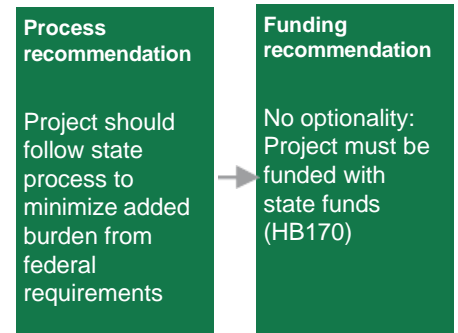 Process
recommendation
Project should
follow state
process to
minimize added
burden from
federal
requirements
Funding
recommendation
No optionality:
Project must be
funded with
state funds
(HB170)